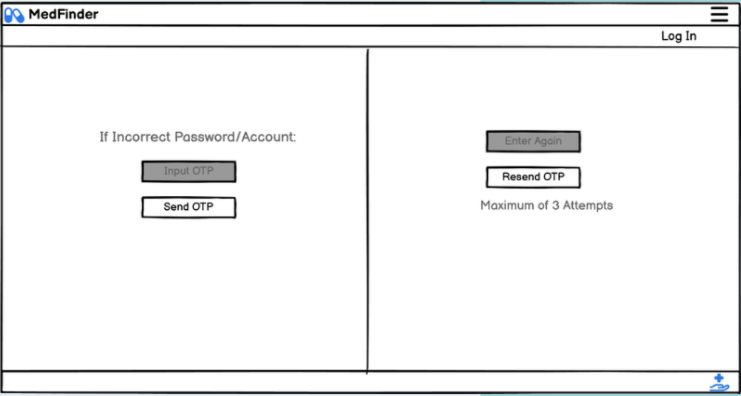 MedFinder
Log In
If Incorrect Password/Account:
Input OTP
Send OTP
Enter Again
Resend OTP
Maximum of 3 Attempts